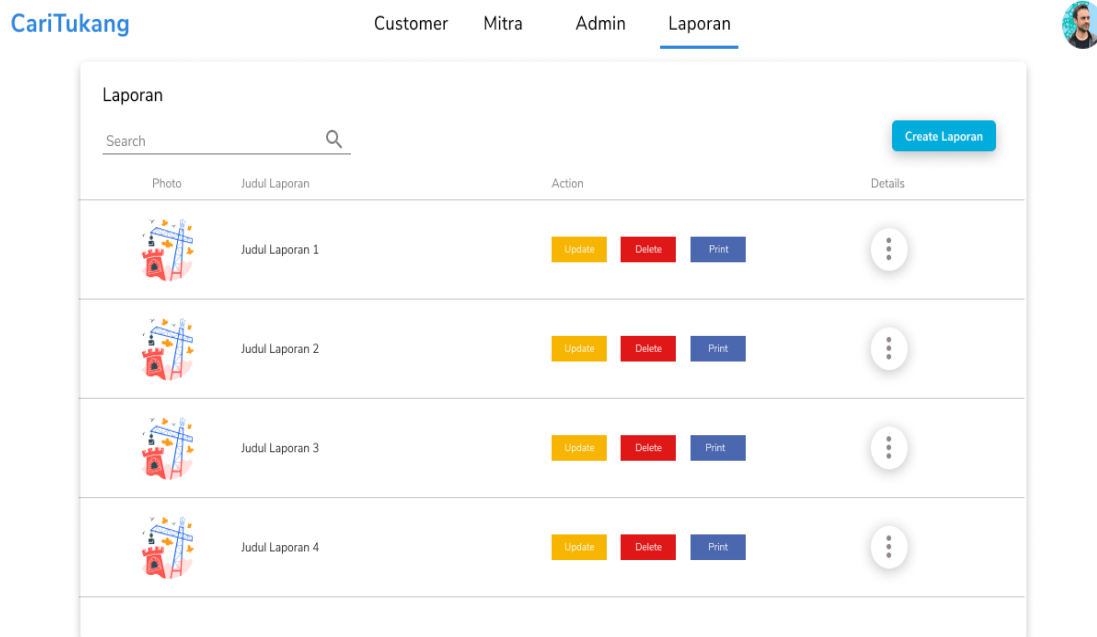 CariTukang Customer Mitra Admin Laporan
Laporan
Search
Create Laporan
Photo Judul Laporan Action Details
Judul Laporan 1 Update Delete Print
Judul Laporan 2 Update Delete Print
Judul Laporan 3 Update Delete Print
Judul Laporan 4 Update Delete Print